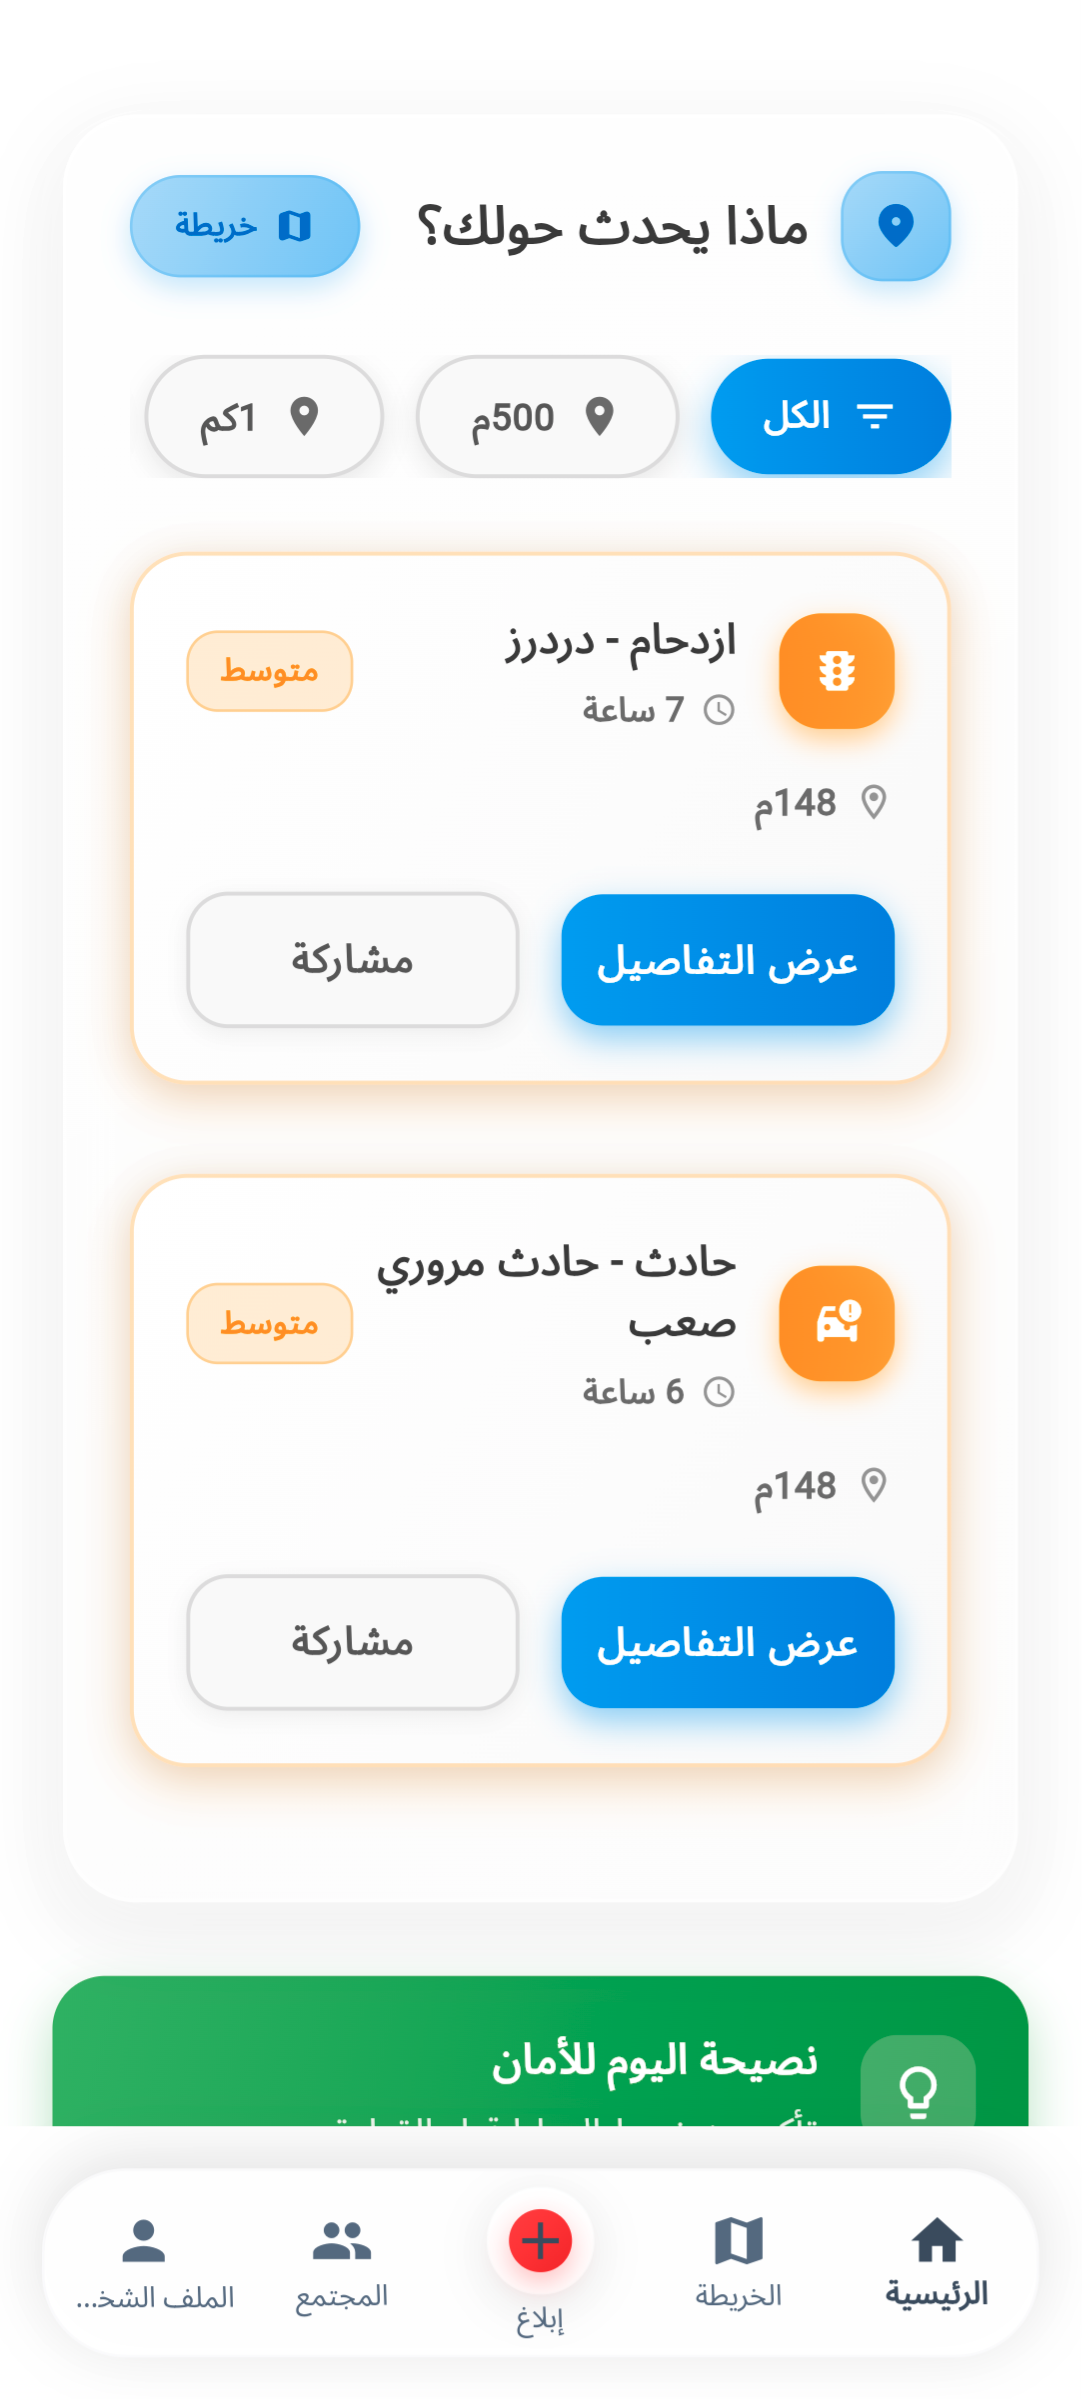 ماذا يحدث حولك؟
خريطة
الكل
500م
1كم
ازدحام - دردرز
7 ساعة
متوسط
148م
عرض التفاصيل
مشاركة
حادث - حادث مروري
صعب
6 ساعة
متوسط
148م
عرض التفاصيل
مشاركة
نصيحة اليوم للأمان
الرئيسية
الخريطة
إبلاغ
المجتمع
الملف الشخ...